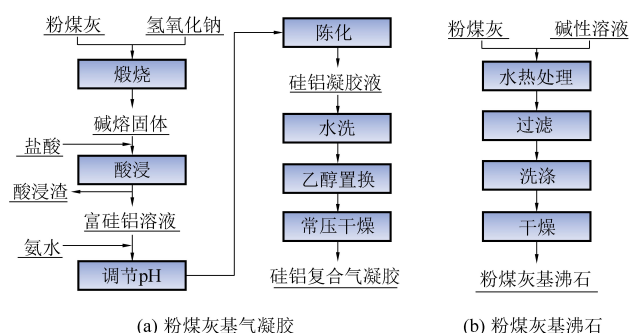 粉煤灰
氢氧化钠
煅烧
碱熔固体
盐酸
酸浸
酸浸渣
富硅铝溶液
氨水
调节pH
陈化
硅铝凝胶液
水洗
乙醇置换
常压干燥
硅铝复合气凝胶
(a) 粉煤灰基气凝胶
粉煤灰
碱性溶液
水热处理
过滤
洗涤
干燥
粉煤灰基沸石
(b) 粉煤灰基沸石